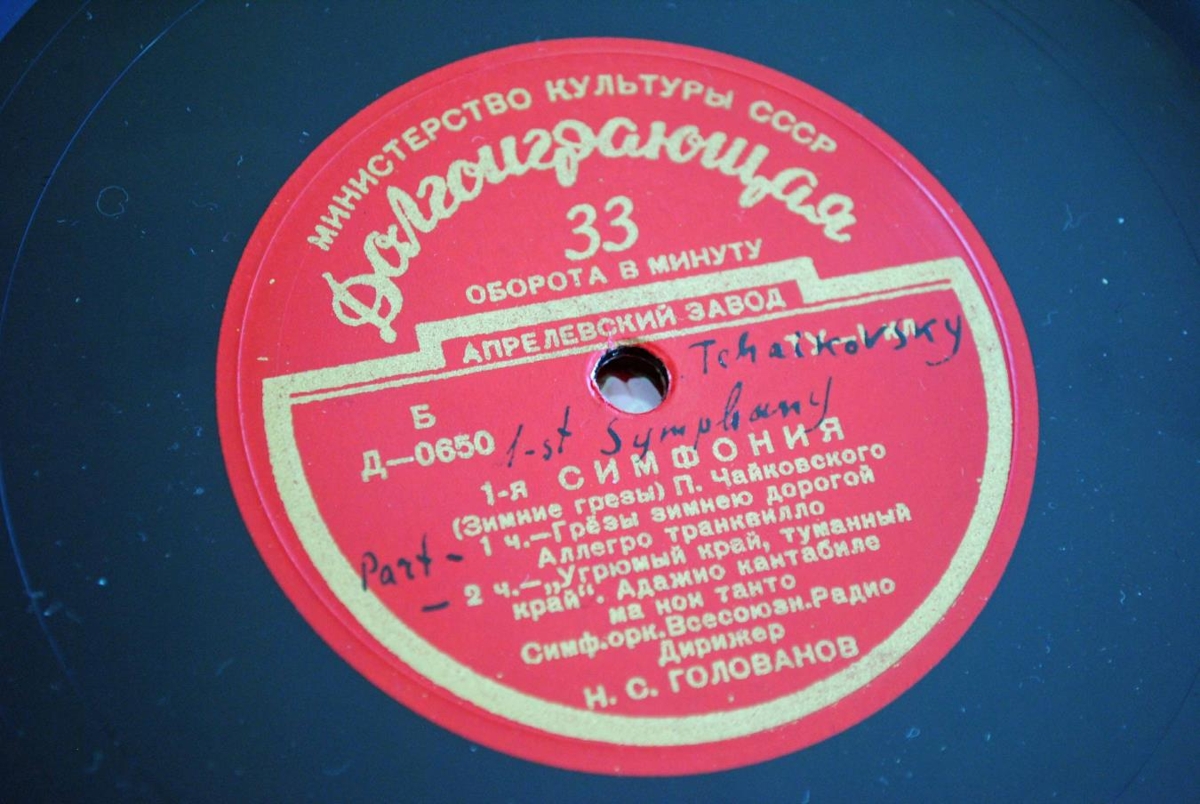 МИНИСТЕРСТВО КУЛЬТУРЫ СССР
Долгоиграющая
33
ОБОРОТА В МИНУТУ
АПРЕЛЕВСКИЙ ЗАВОД
Tchaikovsky
Б
Д—0650
1-st Symphony
1-я СИМФОНИЯ
(Зимние грезы) П. Чайковского
Part - 1 ч.—Грёзы зимнею дорогой
Аллегро транквилло
— 2 ч.—„Угрюмый край, туманный
край“. Адажио кантабиле
ма нон танто
Симф.орк.Всесоюзн.Радио
Дирижер
Н. С. ГОЛОВАНОВ